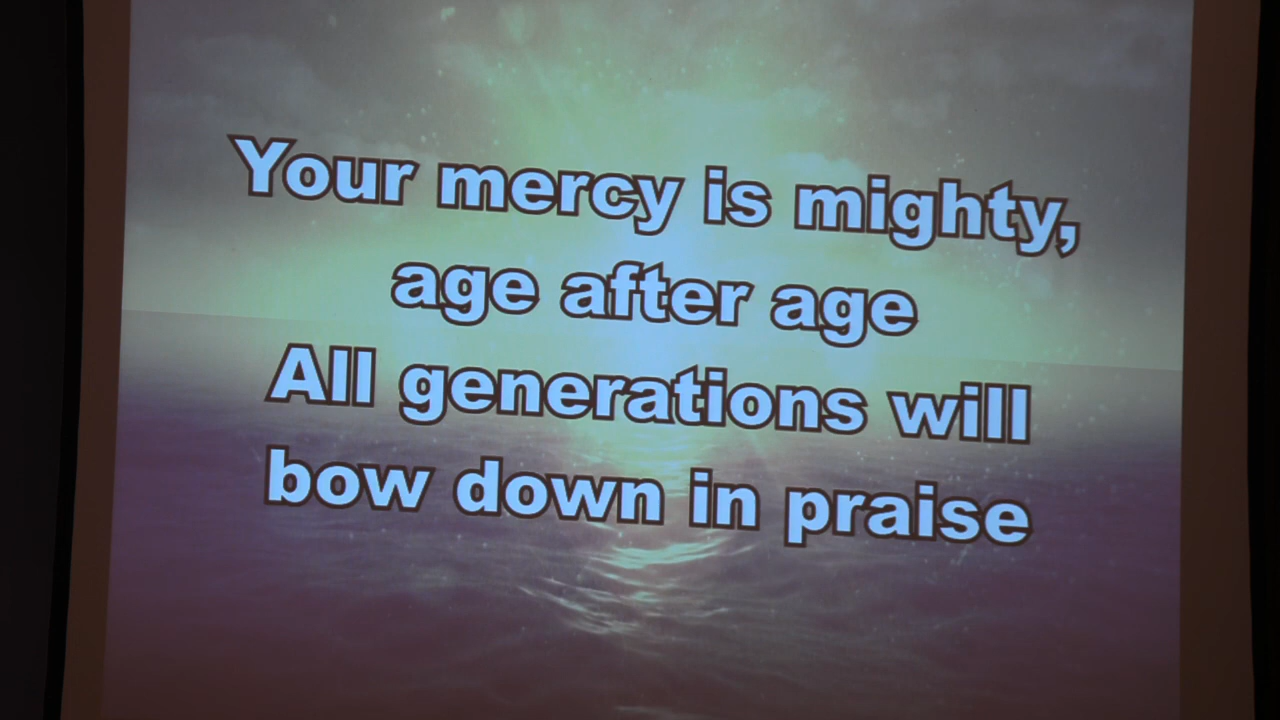 Your mercy is mighty,
age after age
All generations will
bow down in praise